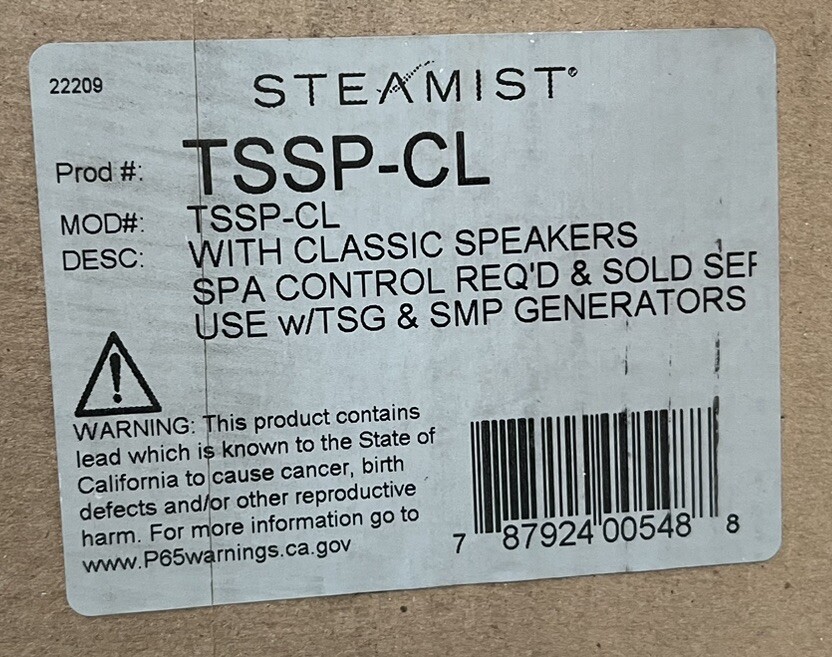 22209
STEAMIST®
Prod #: TSSP-CL
MOD#: TSSP-CL
DESC: WITH CLASSIC SPEAKERS
SPA CONTROL REQ'D & SOLD SEP
USE w/TSG & SMP GENERATORS
WARNING: This product contains
lead which is known to the State of
California to cause cancer, birth
defects and/or other reproductive
harm. For more information go to
www.P65warnings.ca.gov
7 87924 00548 8